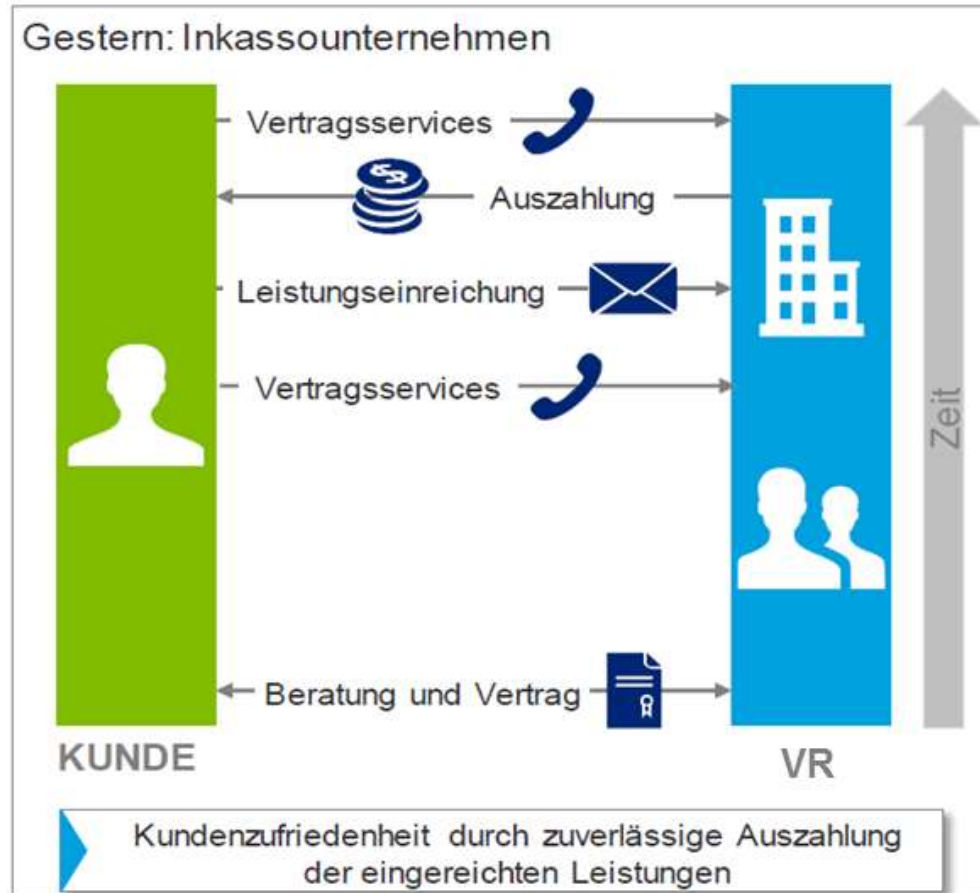 Gestern: Inkassounternehmen
Vertragsservices
Auszahlung
Leistungseinreichung
Vertragsservices
Zeit
Beratung und Vertrag
KUNDE
VR
Kundenzufriedenheit durch zuverlässige Auszahlung
der eingereichten Leistungen